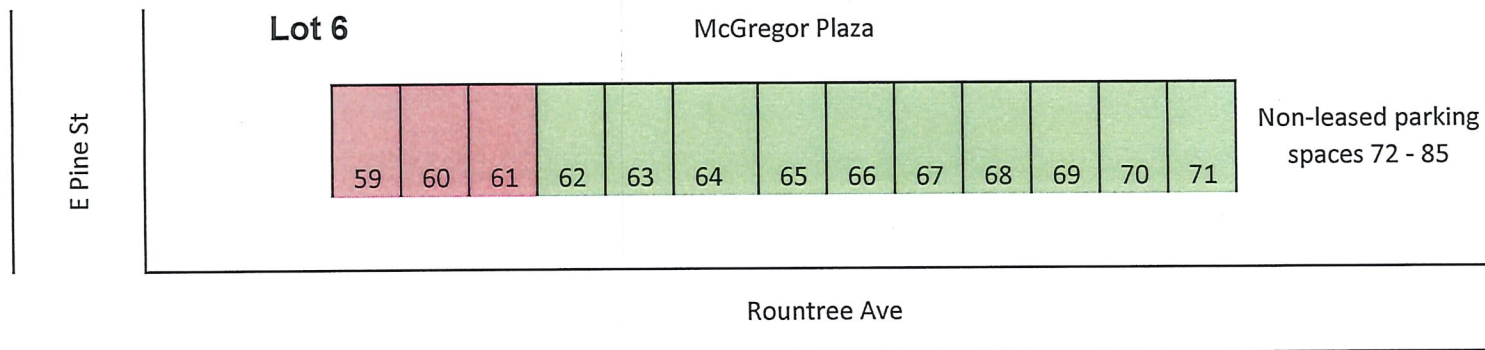 Lot 6
McGregor Plaza
E Pine St
59 60 61 62 63 64 65 66 67 68 69 70 71
Non-leased parking
spaces 72 - 85
Rountree Ave